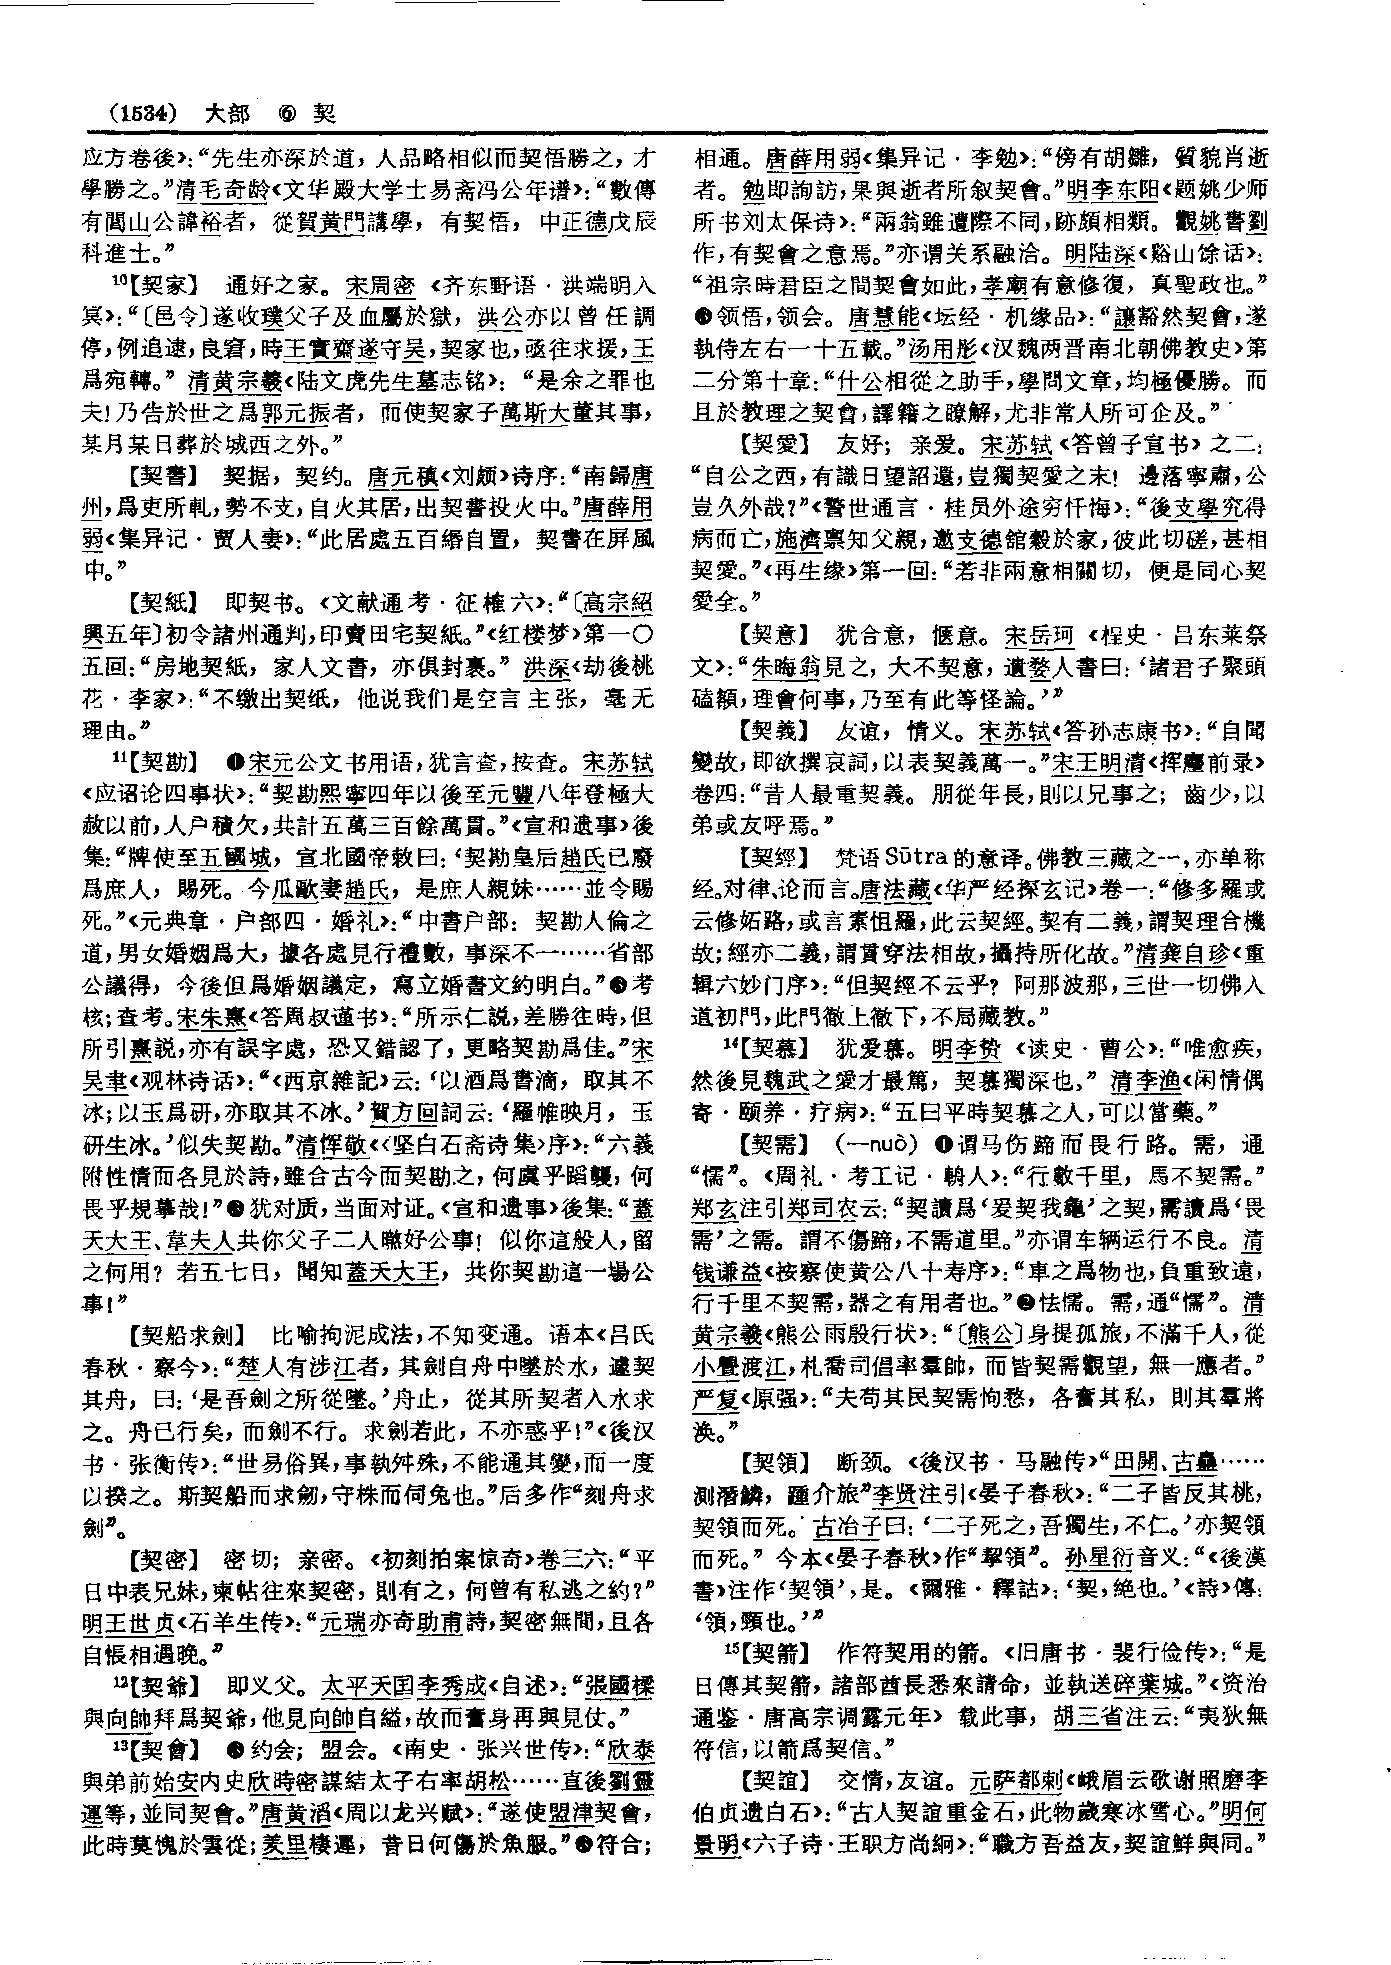 (1534) 大部 ⑥ 契
应方卷後》：“先生亦深於道，人品略相似而契悟勝之，才
學勝之。”清毛奇龄《文华殿大学士易斋冯公年谱》：“數傳
有闖山公諱裕者，從賀黃門講學，有契悟，中正德戊辰
科進士。”
10【契家】 通好之家。宋周密《齐东野语·洪端明入
冥》：“〔邑令〕遂收璞父子及血屬於獄，洪公亦以曾任調
停，例追逮，良窘，時王實齋遂守吴，契家也，亟往求援，王
爲宛轉。”清黄宗羲《陆文虎先生墓志铭》：“是余之罪也
夫！乃告於世之爲郭元振者，而使契家子萬斯大董其事，
某月某日葬於城西之外。”
【契書】 契据，契约。唐元稹《刘颇》诗序：“南歸唐
州，爲吏所軋，勢不支，自火其居，出契書投火中。”唐薛用
弱《集异记·贾人妻》：“此居處五百緡自置，契書在屏風
中。”
【契紙】 即契书。《文献通考·征榷六》：“〔高宗紹
興五年〕初令諸州通判，印賣田宅契紙。”《红楼梦》第一〇
五回：“房地契紙，家人文書，亦俱封裹。”洪深《劫後桃
花·李家》：“不缴出契纸，他说我们是空言主张，毫无
理由。”
11【契勘】 ❶宋元公文书用语，犹言查，按查。宋苏轼
《应诏论四事状》：“契勘熙寧四年以後至元豐八年登極大
赦以前，人户積欠，共計五萬三百餘萬貫。”《宣和遗事》後
集：“牌使至五國城，宣北國帝敕曰：‘契勘皇后趙氏已廢
爲庶人，賜死。今瓜歐妻趙氏，是庶人親妹……並令賜
死。”《元典章·户部四·婚礼》：“中書户部：契勘人倫之
道，男女婚姻爲大，據各處見行禮數，事深不一……省部
公議得，今後但爲婚姻議定，寫立婚書文約明白。”❷考
核；查考。宋朱熹《答周叔谨书》：“所示仁説，差勝往時，但
所引熹説，亦有誤字處，恐又錯認了，更略契勘爲佳。”宋
吴聿《观林诗话》：“《西京雜記》云：‘以酒爲書滴，取其不
冰；以玉爲研，亦取其不冰。’賀方回詞云：‘羅帷映月，玉
研生冰。’似失契勘。”清恽敬《〈坚白石斋诗集〉序》：“六義
附性情而各見於詩，雖合古今而契勘之，何虞乎蹈襲，何
畏乎規摹哉！”❸犹对质，当面对证。《宣和遗事》後集：“蓋
天大王、韋夫人共你父子二人嘸好公事！似你這般人，留
之何用？若五七日，聞知蓋天大王，共你契勘這一場公
事！”
【契船求劍】 比喻拘泥成法，不知变通。语本《吕氏
春秋·察今》：“楚人有涉江者，其劍自舟中墜於水，遽契
其舟，曰：‘是吾劍之所從墜。’舟止，從其所契者入水求
之。舟已行矣，而劍不行。求劍若此，不亦惑乎！”《後汉
书·张衡传》：“世易俗異，事執舛殊，不能通其變，而一度
以揆之。斯契船而求劒，守株而伺兔也。”后多作“刻舟求
劍”。
【契密】 密切；亲密。《初刻拍案惊奇》卷三六：“平
日中表兄妹，柬帖往來契密，則有之，何曾有私逃之約？”
明王世贞《石羊生传》：“元瑞亦奇助甫詩，契密無間，且各
自悵相遇晚。”
12【契爺】 即义父。太平天囯李秀成《自述》：“張國樑
與向帥拜爲契爺，他見向帥自縊，故而奮身再與見仗。”
13【契會】 ❶约会；盟会。《南史·张兴世传》：“欣泰
與弟前始安内史欣時密謀結太子右率胡松……直後劉靈
運等，並同契會。”唐黄滔《周以龙兴赋》：“遂使盟津契會，
此時莫愧於雲從；羑里棲遲，昔日何傷於魚服。”❷符合；
相通。唐薛用弱《集异记·李勉》：“傍有胡雛，質貌肖逝
者。勉即詢訪，果與逝者所叙契會。”明李东阳《题姚少师
所书刘太保诗》：“兩翁雖遭際不同，跡頗相類。觀姚書劉
作，有契會之意焉。”亦谓关系融洽。明陆深《谿山馀话》：
“祖宗時君臣之間契會如此，孝廟有意修復，真聖政也。”
❸领悟，领会。唐慧能《坛经·机缘品》：“讓豁然契會，遂
執侍左右一十五載。”汤用彤《汉魏两晋南北朝佛教史》第
二分第十章：“什公相從之助手，學問文章，均極優勝。而
且於教理之契會，譯籍之瞭解，尤非常人所可企及。”
【契愛】 友好；亲爱。宋苏轼《答曾子宣书》之二：
“自公之西，有識日望詔還，豈獨契愛之末！邊落寧肅，公
豈久外哉？”《警世通言·桂员外途穷忏悔》：“後支學究得
病而亡，施濟禀知父親，邀支德舘穀於家，彼此切磋，甚相
契愛。”《再生缘》第一回：“若非兩意相關切，便是同心契
愛全。”
【契意】 犹合意，惬意。宋岳珂《桯史·吕东莱祭
文》：“朱晦翁見之，大不契意，遺婺人書曰：‘諸君子聚頭
磕額，理會何事，乃至有此等怪論。’”
【契義】 友谊，情义。宋苏轼《答孙志康书》：“自聞
變故，即欲撰哀詞，以表契義萬一。”宋王明清《挥麈前录》
卷四：“昔人最重契義。朋從年長，則以兄事之；齒少，以
弟或友呼焉。”
【契經】 梵语Sūtra的意译。佛教三藏之一，亦单称
经。对律、论而言。唐法藏《华严经探玄记》卷一：“修多羅或
云修妬路，或言素怛羅，此云契經。契有二義，謂契理合機
故；經亦二義，謂貫穿法相故，攝持所化故。”清龚自珍《重
辑六妙门序》：“但契經不云乎？阿那波那，三世一切佛入
道初門，此門徹上徹下，不局藏教。”
14【契慕】 犹爱慕。明李贽《读史·曹公》：“唯愈疾，
然後見魏武之愛才最篤，契慕獨深也。”清李渔《闲情偶
寄·颐养·疗病》：“五曰平時契慕之人，可以當藥。”
【契需】 (—nuò) ❶谓马伤蹄而畏行路。需，通
“懦”。《周礼·考工记·輈人》：“行數千里，馬不契需。”
郑玄注引郑司农云：“契讀爲‘爰契我龜’之契，需讀爲‘畏
需’之需。謂不傷蹄，不需道里。”亦谓车辆运行不良。清
钱谦益《按察使黄公八十寿序》：“車之爲物也，負重致遠，
行千里不契需，器之有用者也。”❷怯懦。需，通“懦”。清
黄宗羲《熊公雨殷行状》：“〔熊公〕身提孤旅，不滿千人，從
小亹渡江，札喬司倡率羣帥，而皆契需觀望，無一應者。”
严复《原强》：“夫苟其民契需恂愁，各奮其私，則其羣將
涣。”
【契領】 断颈。《後汉书·马融传》“田開、古蠱……
測潛鱗，踵介旅”李贤注引《晏子春秋》：“二子皆反其桃，
契領而死。古冶子曰：‘二子死之，吾獨生，不仁。’亦契領
而死。”今本《晏子春秋》作“挈領”。孙星衍音义：“《後漢
書》注作‘契領’，是。《爾雅·釋詁》：‘契，絶也。’《詩》傳：
‘領，頸也。’”
15【契箭】 作符契用的箭。《旧唐书·裴行俭传》：“是
日傳其契箭，諸部酋長悉來請命，並執送碎葉城。”《资治
通鉴·唐高宗调露元年》载此事，胡三省注云：“夷狄無
符信，以箭爲契信。”
【契誼】 交情，友谊。元萨都剌《峨眉云歌谢照磨李
伯贞遗白石》：“古人契誼重金石，此物歲寒冰雪心。”明何
景明《六子诗·王职方尚絅》：“職方吾益友，契誼鮮與同。”